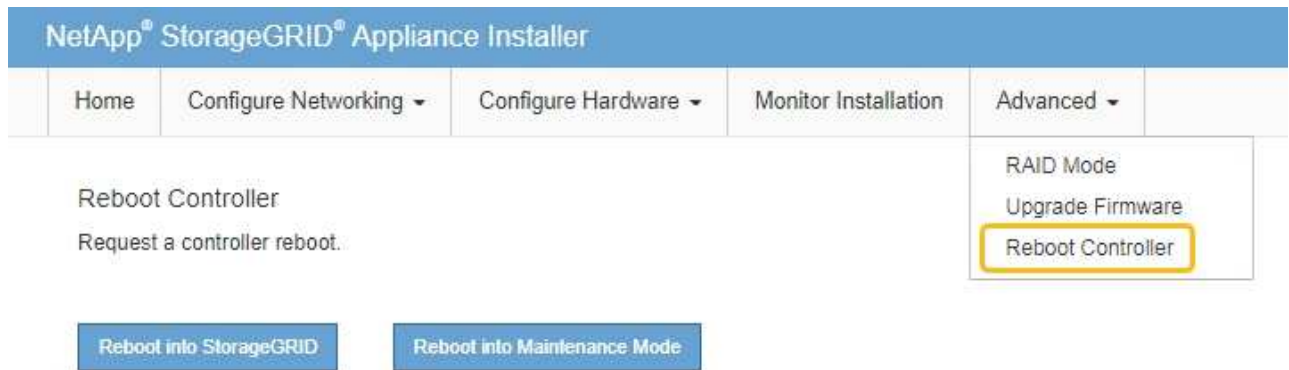 NetApp® StorageGRID® Appliance Installer
Home Configure Networking Configure Hardware Monitor Installation Advanced
RAID Mode
Upgrade Firmware
Reboot Controller
Reboot Controller
Request a controller reboot.
Reboot into StorageGRID Reboot into Maintenance Mode